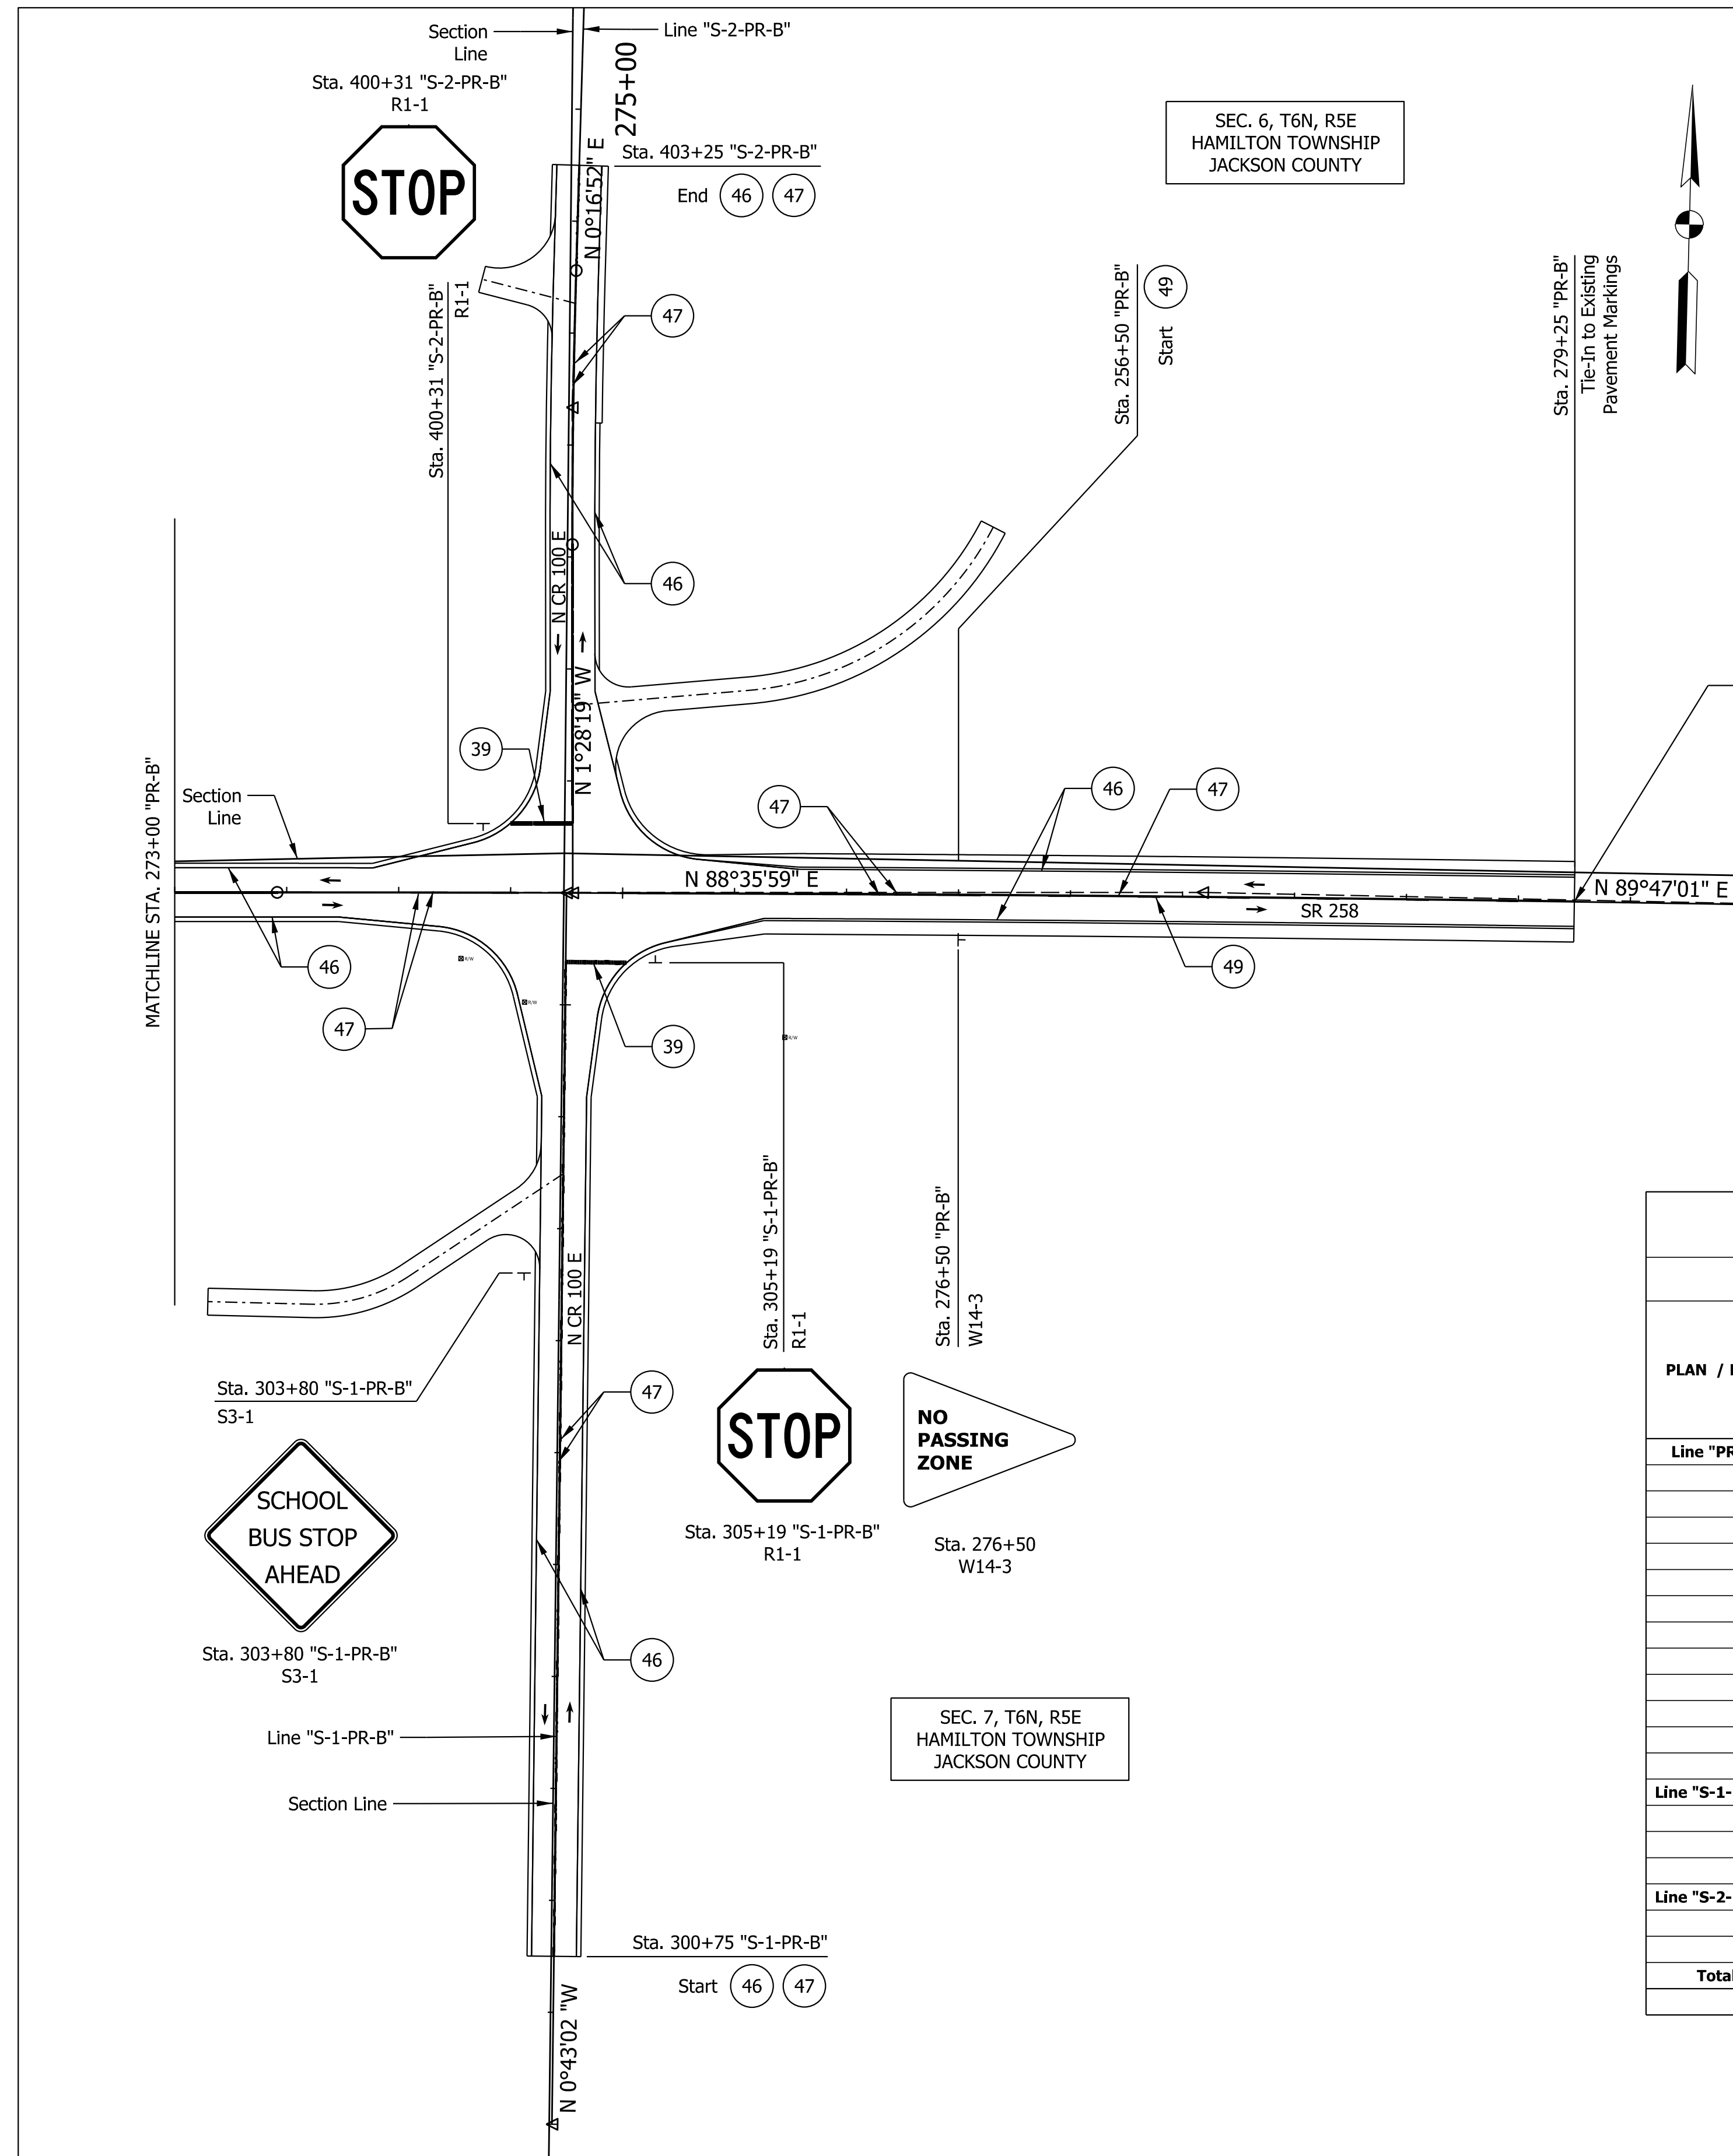 Section
Line
Line "S-2-PR-B"
Sta. 400+31 "S-2-PR-B"
R1-1
STOP
275+00
N 0°16'52" E
Sta. 403+25 "S-2-PR-B"
End 46 47
SEC. 6, T6N, R5E
HAMILTON TOWNSHIP
JACKSON COUNTY
Sta. 400+31 "S-2-PR-B"
R1-1
47
Sta. 256+50 "PR-B"
Start 49
Sta. 279+25 "PR-B"
Tie-In to Existing
Pavement Markings
N CR 100 E
46
N 1°28'19" W
39
MATCHLINE STA. 273+00 "PR-B"
Section
Line
47
46
47
N 88°35'59" E
N 89°47'01" E
SR 258
46
R/W
49
R/W
47
39
R/W
Sta. 305+19 "S-1-PR-B"
R1-1
Sta. 276+50 "PR-B"
W14-3
N CR 100 E
Sta. 303+80 "S-1-PR-B"
S3-1
47
STOP
NO
PASSING
ZONE
SCHOOL
BUS STOP
AHEAD
Sta. 305+19 "S-1-PR-B"
R1-1
Sta. 276+50
W14-3
Sta. 303+80 "S-1-PR-B"
S3-1
46
Line "S-1-PR-B"
SEC. 7, T6N, R5E
HAMILTON TOWNSHIP
JACKSON COUNTY
Section Line
Sta. 300+75 "S-1-PR-B"
Start 46 47
N 0°43'02 "W
PLAN /
Line "PR
Line "S-1-
Line "S-2-
Total